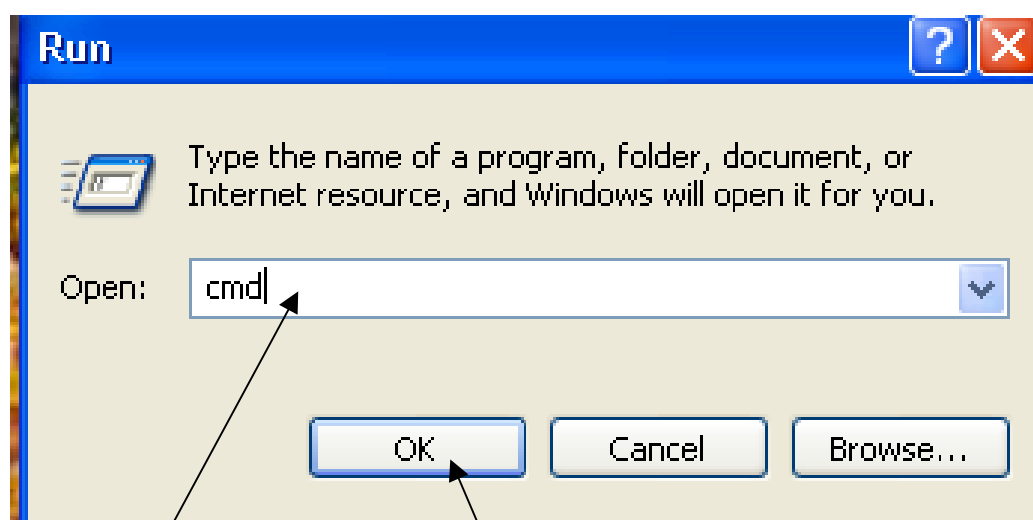 Run
Type the name of a program, folder, document, or
Internet resource, and Windows will open it for you.
Open: cmd
OK Cancel Browse...